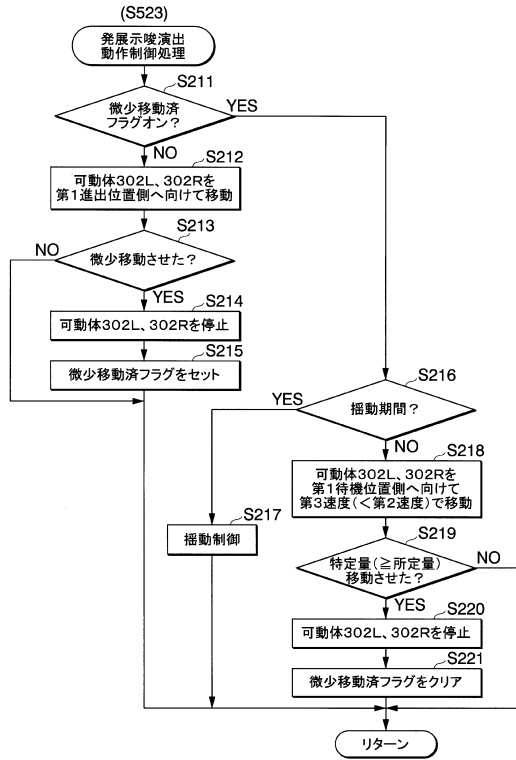 (S523)
発展示唆演出
動作制御処理
S211
微少移動済
フラグオン？
YES
NO
S212
可動体３０２Ｌ、３０２Ｒを
第１進出位置側へ向けて移動
S213
NO
微少移動させた？
YES
S214
可動体３０２Ｌ、３０２Ｒを停止
S215
微少移動済フラグをセット
S216
YES
揺動期間？
NO
S218
可動体３０２Ｌ、３０２Ｒを
第１待機位置側へ向けて
第３速度（＜第２速度）で移動
S217
揺動制御
S219
特定量（≧所定量）
移動させた？
NO
YES
S220
可動体３０２Ｌ、３０２Ｒを停止
S221
微少移動済フラグをクリア
リターン